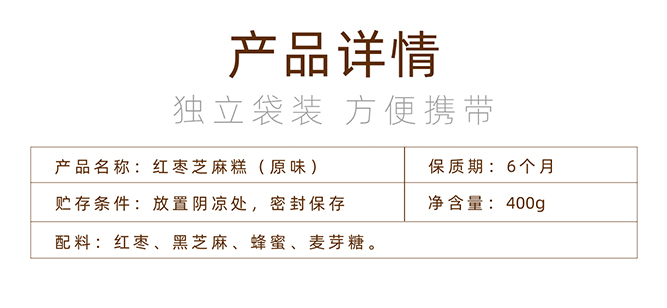 产品详情
独立袋装 方便携带
产品名称：红枣芝麻糕（原味） 保质期：6个月
贮存条件：放置阴凉处，密封保存 净含量：400g
配料：红枣、黑芝麻、蜂蜜、麦芽糖。